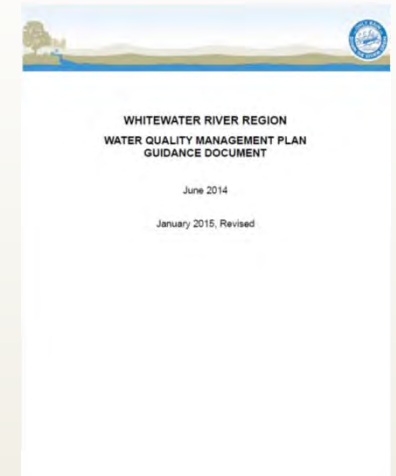 WHITEWATER RIVER REGION
WATER QUALITY MANAGEMENT PLAN
GUIDANCE DOCUMENT
June 2014
January 2015, Revised